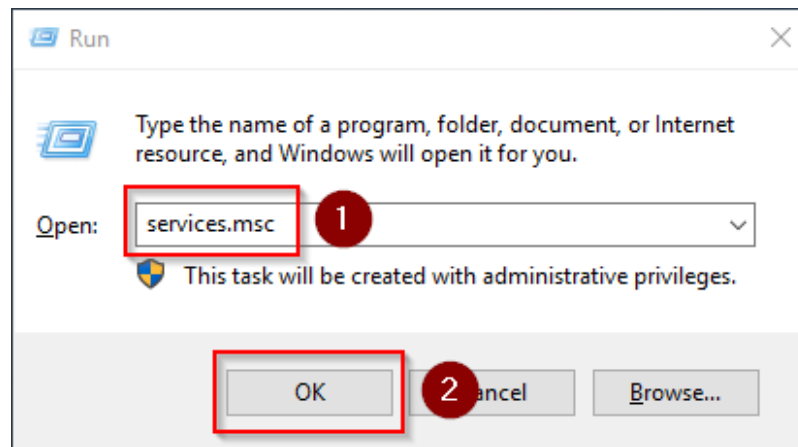 Run
Type the name of a program, folder, document, or Internet
resource, and Windows will open it for you.
Open: services.msc 1
This task will be created with administrative privileges.
OK 2 ancel Browse...